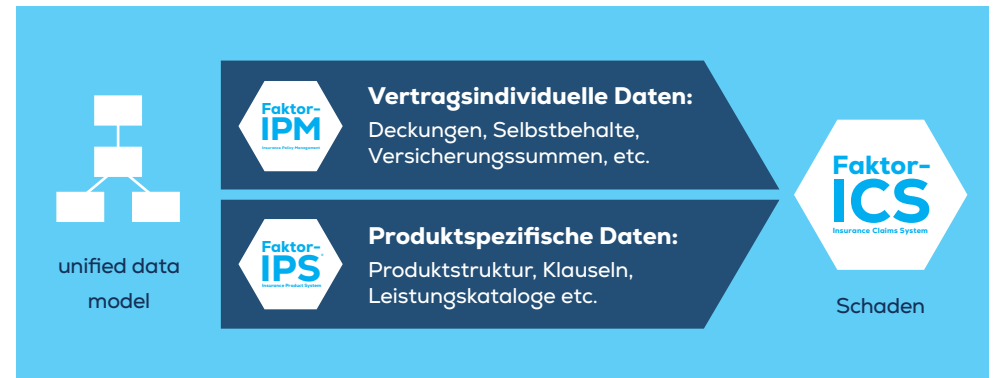 unified data
model
Faktor-
IPM
Insurance Policy Management
Vertragsindividuelle Daten:
Deckungen, Selbstbehalte,
Versicherungssummen, etc.
Faktor-
IPS
Insurance Product System
Produktspezifische Daten:
Produktstruktur, Klauseln,
Leistungskataloge etc.
Faktor-
ICS
Insurance Claims System
Schaden